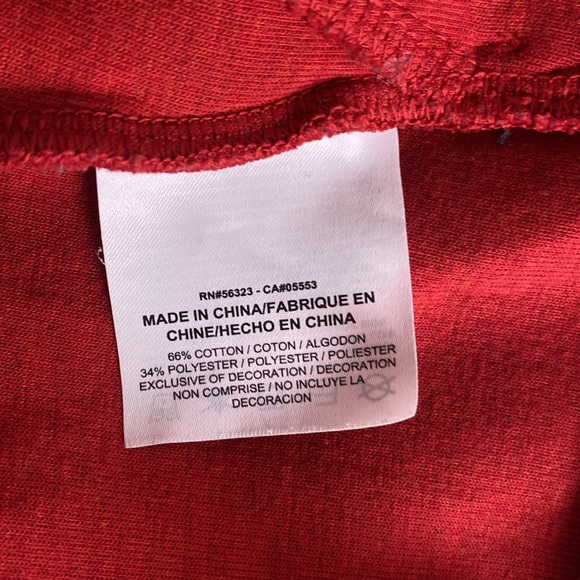 RN#56323 - CA#05553
MADE IN CHINA/FABRIQUE EN
CHINE/HECHO EN CHINA
66% COTTON / COTON / ALGODON
34% POLYESTER / POLYESTER / POLIESTER
EXCLUSIVE OF DECORATION / DECORATION
NON COMPRISE / NO INCLUYE LA
DECORACION